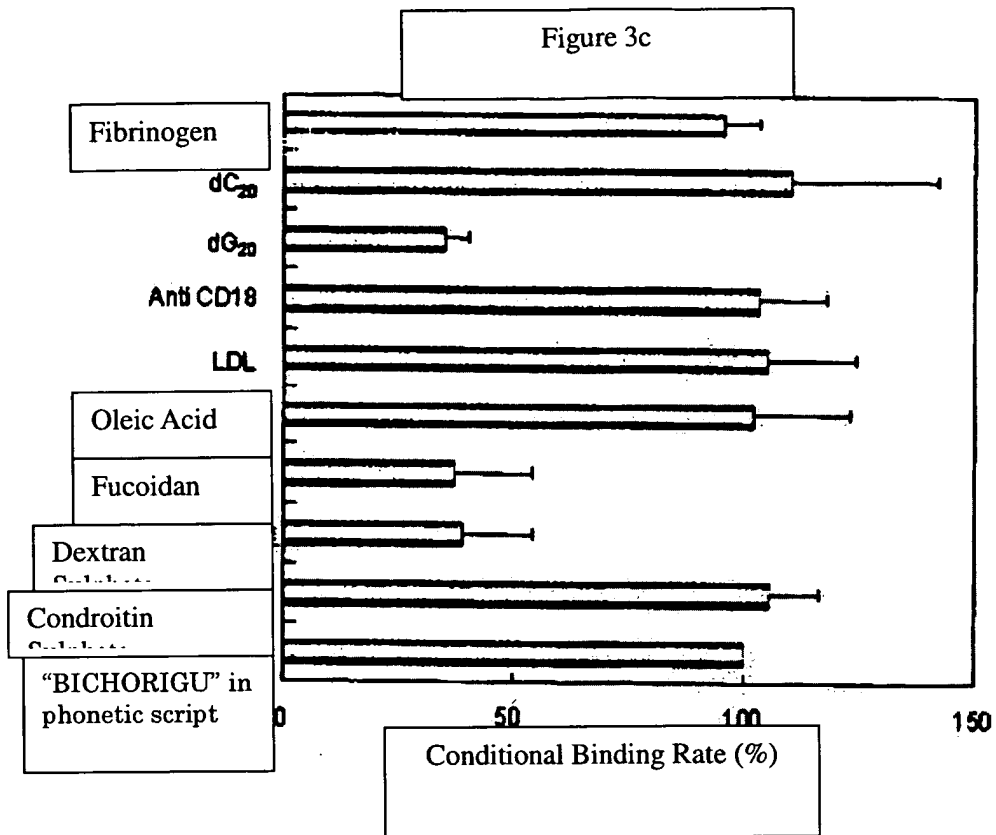 Figure 3c
Fibrinogen
dC20
dG20
Anti CD18
LDL
Oleic Acid
Fucoidan
Dextran
Condroitin
"BICHORIGU" in
phonetic script
0 50 100 150
Conditional Binding Rate (%)